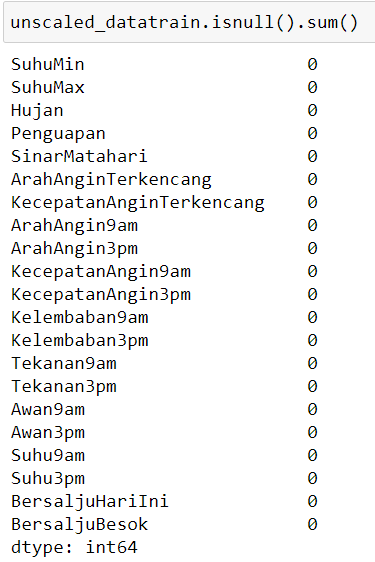 unscaled_datatrain.isnull().sum()
SuhuMin 0
SuhuMax 0
Hujan 0
Penguapan 0
SinarMatahari 0
ArahAnginTerkencang 0
KecepatanAnginTerkencang 0
ArahAngin9am 0
ArahAngin3pm 0
KecepatanAngin9am 0
KecepatanAngin3pm 0
Kelembaban9am 0
Kelembaban3pm 0
Tekanan9am 0
Tekanan3pm 0
Awan9am 0
Awan3pm 0
Suhu9am 0
Suhu3pm 0
BersaljuHariIni 0
BersaljuBesok 0
dtype: int64